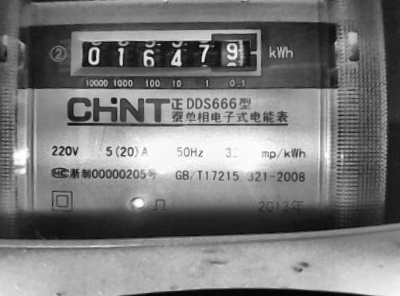 ② 016479 kWh
10000 1000 100 10 1 0.1
CHNT 正泰 DDS666型
单相电子式电能表
220V 5(20)A 50Hz mp/kWh
浙制00000205号 GB/T17215 321-2008
2013年